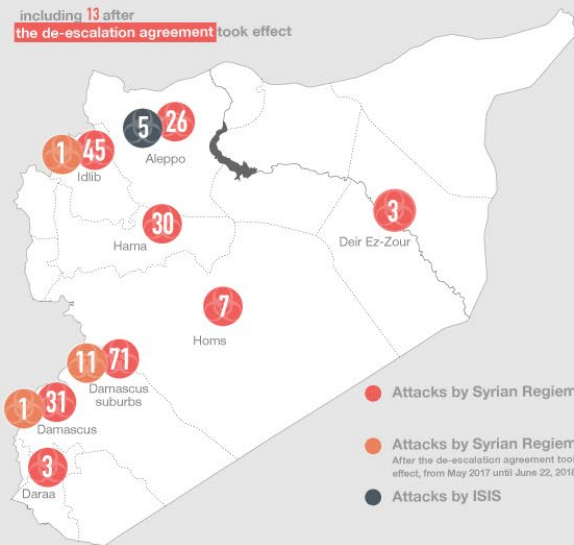 including 13 after
the de-escalation agreement took effect
5
26
Aleppo
1
45
Idlib
30
Hama
3
Deir Ez-Zour
7
Homs
11
71
Damascus
suburbs
1
31
Damascus
3
Daraa
Attacks by Syrian Regiem
Attacks by Syrian Regiem
After the de-escalation agreement took
effect, from May 2017 until June 22, 2018
Attacks by ISIS